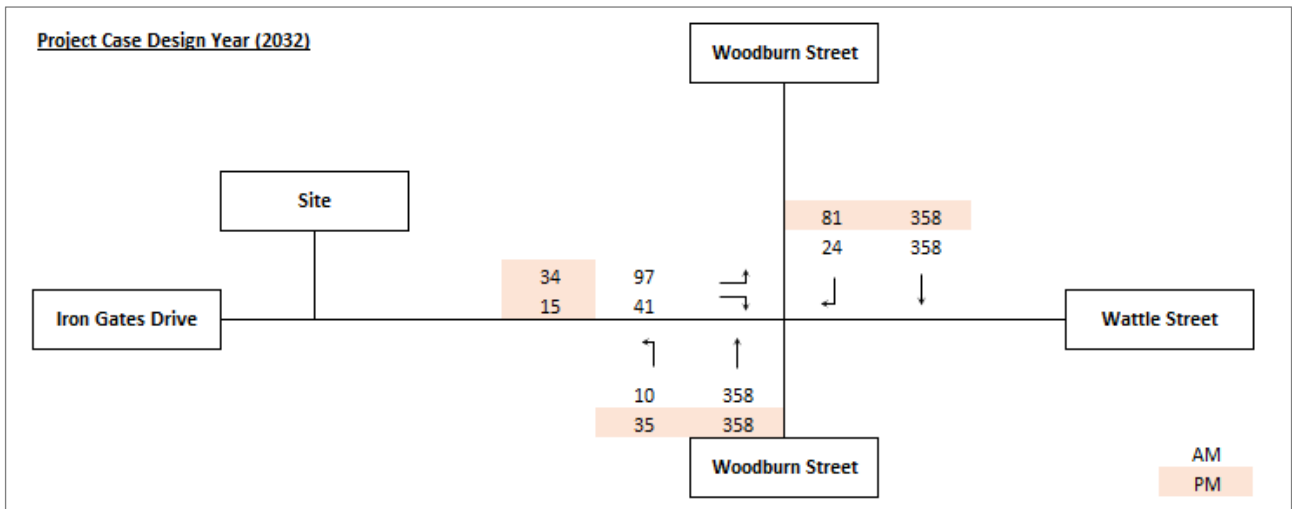 Project Case Design Year (2032)
Woodburn Street
Site
81 358
24 358
34 97
15 41
Iron Gates Drive
Wattle Street
10 358
35 358
Woodburn Street
AM
PM